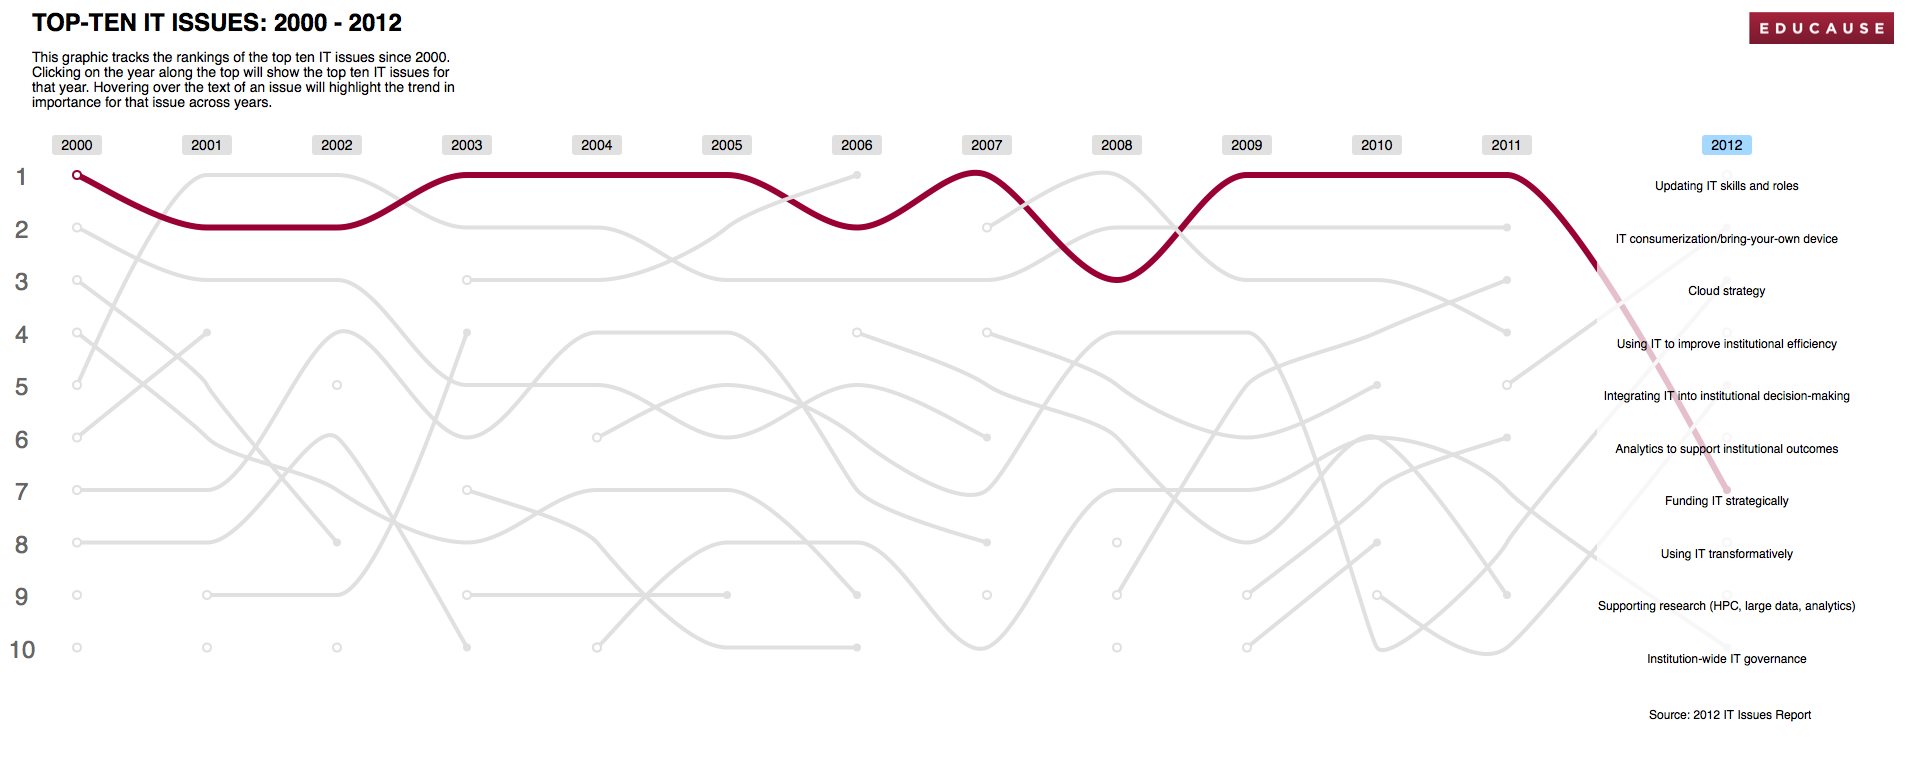 TOP-TEN IT ISSUES: 2000 - 2012
EDUCAUSE
This graphic tracks the rankings of the top ten IT issues since 2000.
Clicking on the year along the top will show the top ten IT issues for
that year. Hovering over the text of an issue will highlight the trend in
importance for that issue across years.
2000 2001 2002 2003 2004 2005 2006 2007 2008 2009 2010 2011 2012
1
Updating IT skills and roles
2
IT consumerization/bring-your-own device
3
Cloud strategy
4
Using IT to improve institutional efficiency
5
Integrating IT into institutional decision-making
6
Analytics to support institutional outcomes
7
Funding IT strategically
8
Using IT transformatively
9
Supporting research (HPC, large data, analytics)
10
Institution-wide IT governance
Source: 2012 IT Issues Report